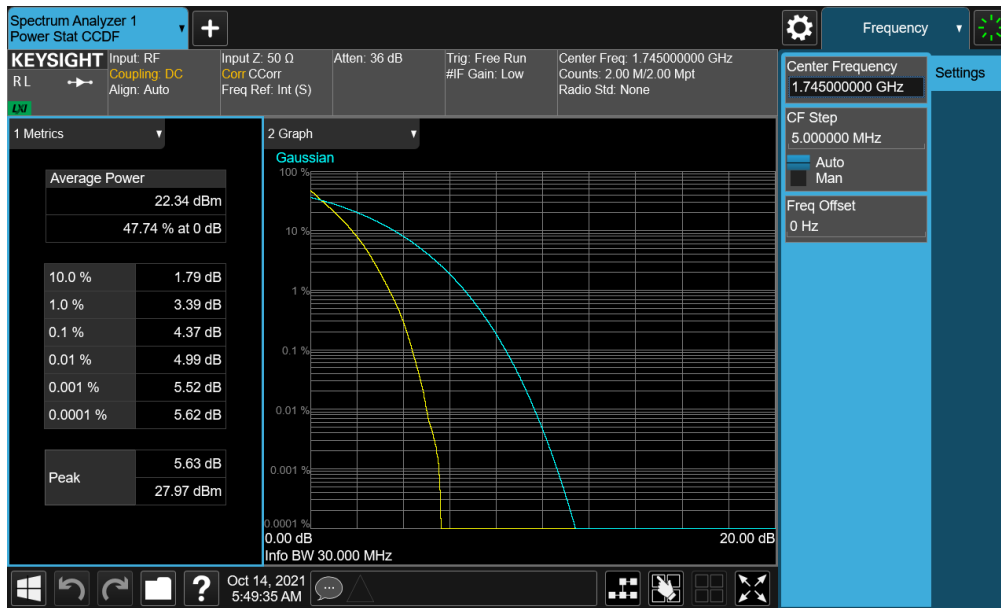 Spectrum Analyzer 1
Power Stat CCDF
+
Frequency
KEYSIGHT
R L
LXI
Input: RF
Coupling: DC
Align: Auto
Input Z: 50 Ω
Corr CCorr
Freq Ref: Int (S)
Atten: 36 dB
Trig: Free Run
#IF Gain: Low
Center Freq: 1.745000000 GHz
Counts: 2.00 M/2.00 Mpt
Radio Std: None
Center Frequency
1.745000000 GHz
Settings
CF Step
5.000000 MHz
Auto
Man
Freq Offset
0 Hz
1 Metrics
Average Power
22.34 dBm
47.74 % at 0 dB
10.0 % 1.79 dB
1.0 % 3.39 dB
0.1 % 4.37 dB
0.01 % 4.99 dB
0.001 % 5.52 dB
0.0001 % 5.62 dB
Peak
5.63 dB
27.97 dBm
2 Graph
Gaussian
100 %
10 %
1 %
0.1 %
0.01 %
0.001 %
0.0001 %
0.00 dB 20.00 dB
Info BW 30.000 MHz
?
Oct 14, 2021
5:49:35 AM